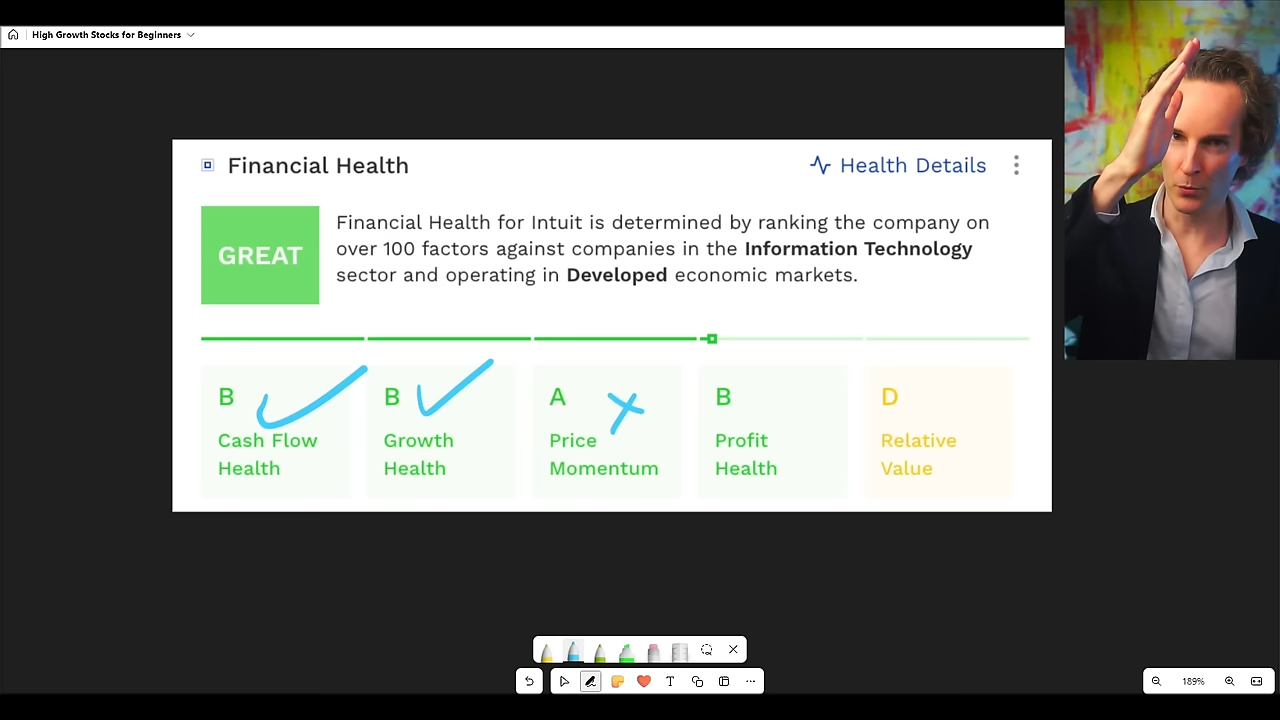 High Growth Stocks for Beginners
Financial Health
Health Details
GREAT
Financial Health for Intuit is determined by ranking the company on
over 100 factors against companies in the Information Technology
sector and operating in Developed economic markets.
B
Cash Flow
Health
B
Growth
Health
A
Price
Momentum
B
Profit
Health
D
Relative
Value
T
189%